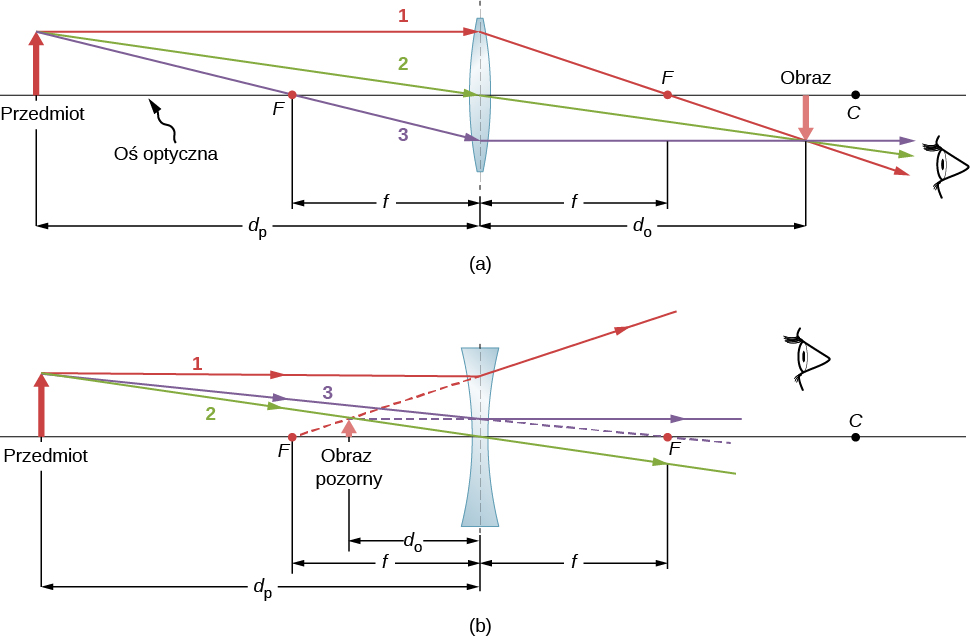 1
2
3
F
F
Obraz
C
Przedmiot
Oś optyczna
f
f
dp
do
(a)
1
3
2
F
F
C
Przedmiot
Obraz
pozorny
do
f
f
dp
(b)